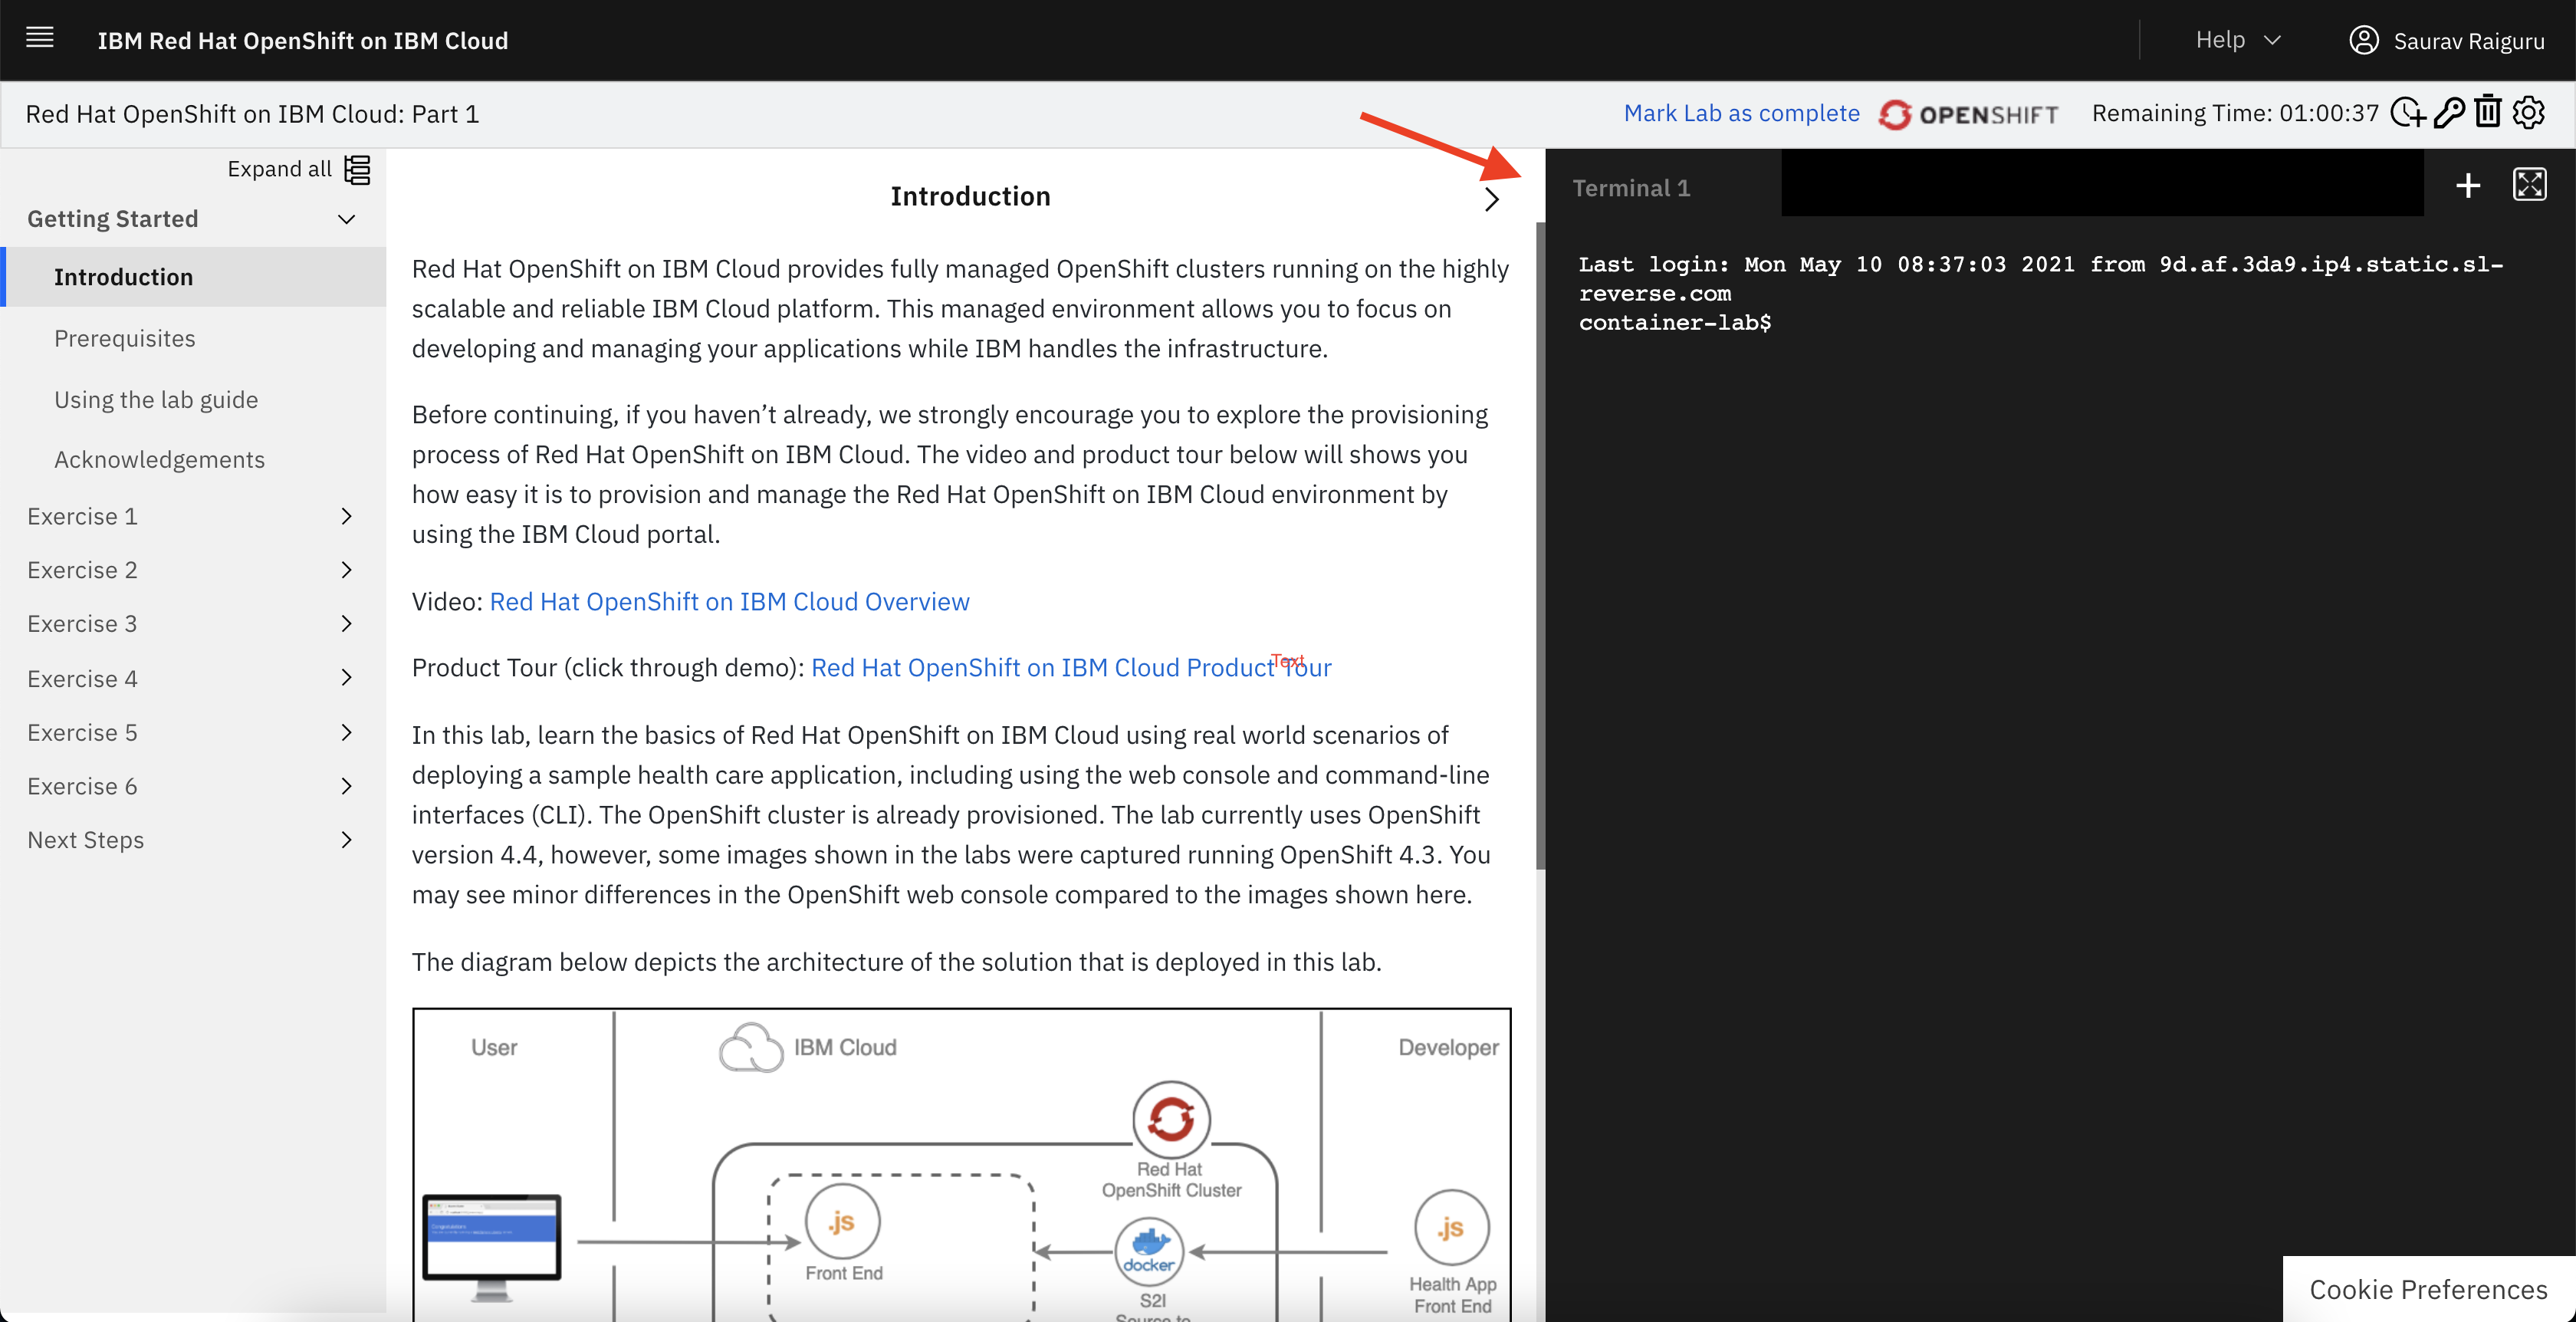 IBM Red Hat OpenShift on IBM Cloud
Help
Saurav Raiguru
Red Hat OpenShift on IBM Cloud: Part 1
Mark Lab as complete
OPENSHIFT
Remaining Time: 01:00:37
Expand all
Getting Started
Introduction
Prerequisites
Using the lab guide
Acknowledgements
Exercise 1
Exercise 2
Exercise 3
Exercise 4
Exercise 5
Exercise 6
Next Steps
Introduction
Red Hat OpenShift on IBM Cloud provides fully managed OpenShift clusters running on the highly
scalable and reliable IBM Cloud platform. This managed environment allows you to focus on
developing and managing your applications while IBM handles the infrastructure.
Before continuing, if you haven’t already, we strongly encourage you to explore the provisioning
process of Red Hat OpenShift on IBM Cloud. The video and product tour below will shows you
how easy it is to provision and manage the Red Hat OpenShift on IBM Cloud environment by
using the IBM Cloud portal.
Video: Red Hat OpenShift on IBM Cloud Overview
Product Tour (click through demo): Red Hat OpenShift on IBM Cloud Product Tour
Text
In this lab, learn the basics of Red Hat OpenShift on IBM Cloud using real world scenarios of
deploying a sample health care application, including using the web console and command-line
interfaces (CLI). The OpenShift cluster is already provisioned. The lab currently uses OpenShift
version 4.4, however, some images shown in the labs were captured running OpenShift 4.3. You
may see minor differences in the OpenShift web console compared to the images shown here.
The diagram below depicts the architecture of the solution that is deployed in this lab.
User
IBM Cloud
Developer
Red Hat
OpenShift Cluster
.js
Front End
docker
S2I
Source to
.js
Health App
Front End
Terminal 1
Last login: Mon May 10 08:37:03 2021 from 9d.af.3da9.ip4.static.sl-
reverse.com
container-lab$
Cookie Preferences